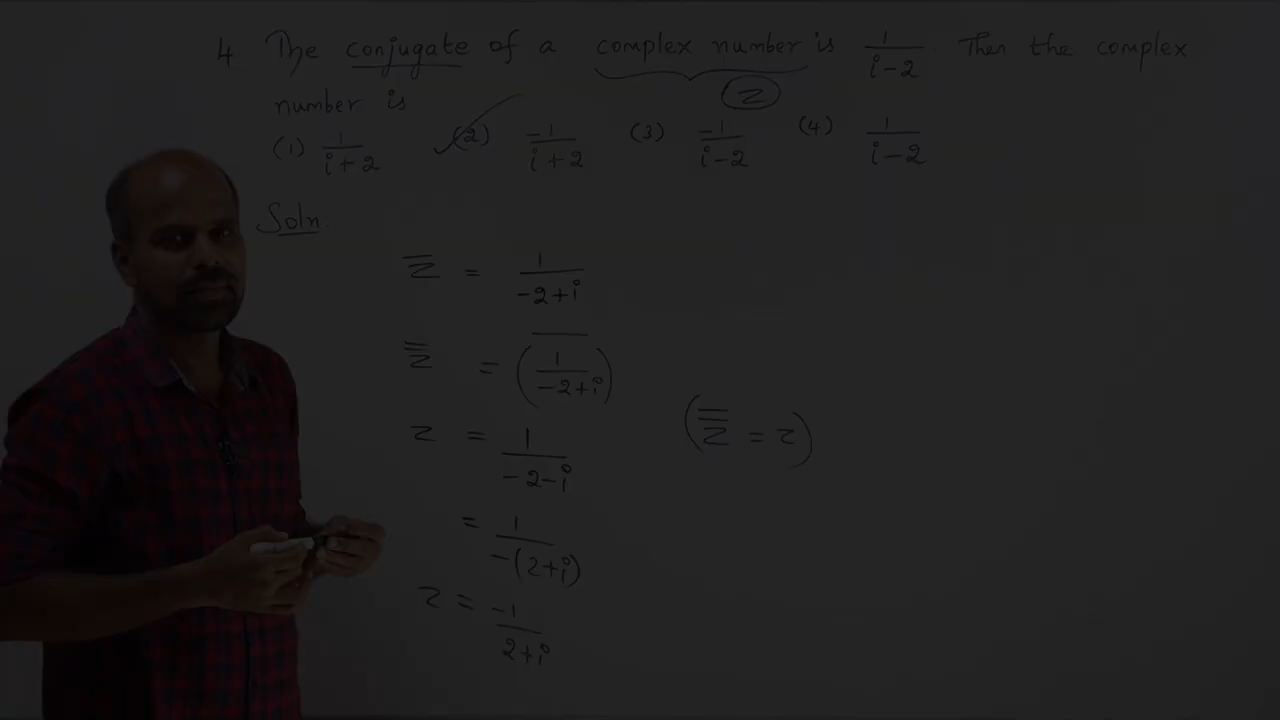 4. The conjugate of a complex number is 1/(i-2). Then the complex
number is
z
(1) 1/(i+2) (2) -1/(i+2) (3) -1/(i-2) (4) 1/(i-2)
Soln.
z̄ = 1/(-2+i)
z̿ = \overline{(1/(-2+i))}
z = 1/(-2-i) (z̿ = z)
= 1/(-(2+i))
z = -1/(2+i)